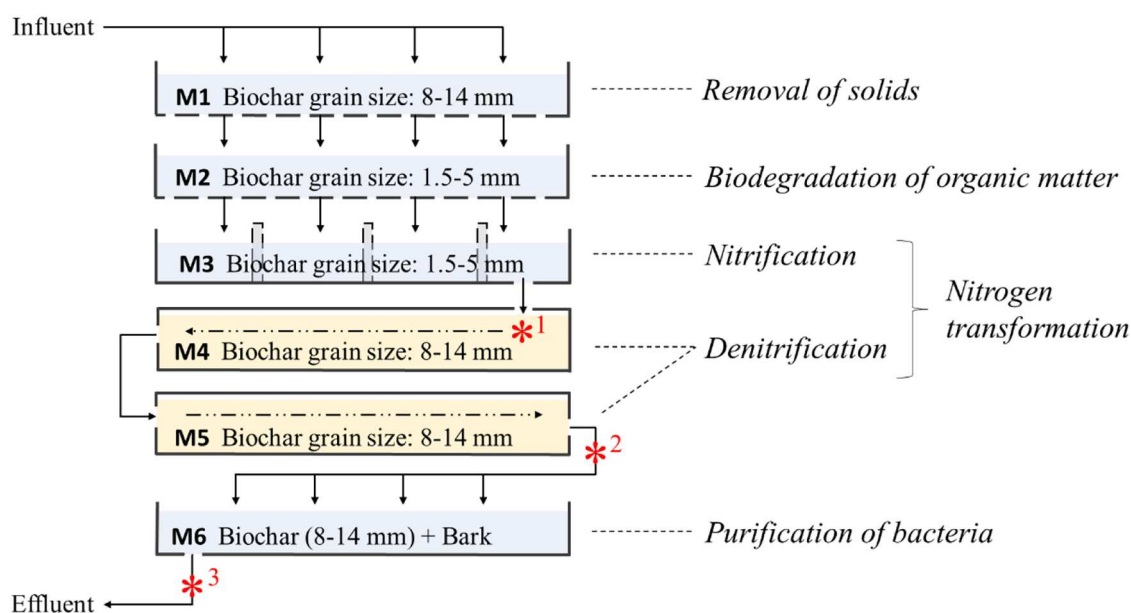 Influent
M1 Biochar grain size: 8-14 mm
Removal of solids
M2 Biochar grain size: 1.5-5 mm
Biodegradation of organic matter
M3 Biochar grain size: 1.5-5 mm
Nitrification
Nitrogen
transformation
*1
M4 Biochar grain size: 8-14 mm
Denitrification
M5 Biochar grain size: 8-14 mm
*2
M6 Biochar (8-14 mm) + Bark
Purification of bacteria
*3
Effluent